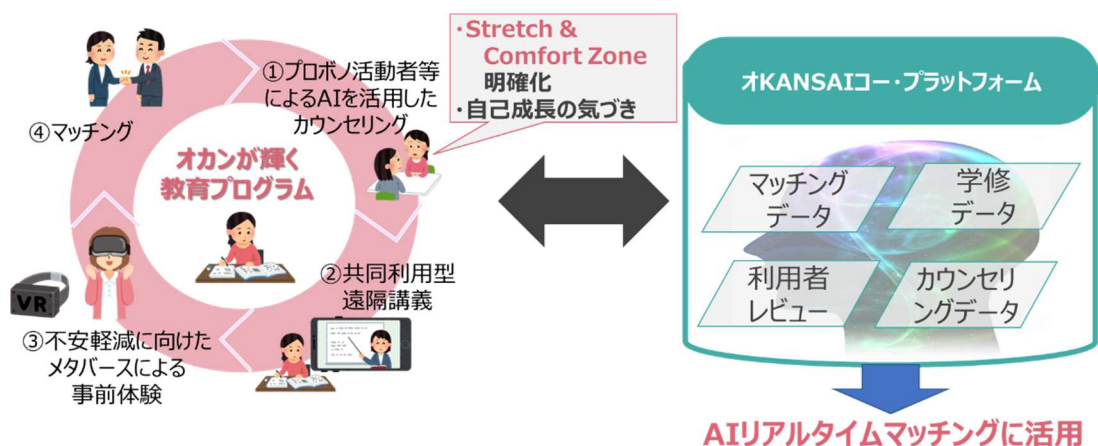 ・Stretch &
Comfort Zone
明確化
・自己成長の気づき
①プロボノ活動者等
によるAIを活用した
カウンセリング
④マッチング
オカンが輝く
教育プログラム
②共同利用型
遠隔講義
VR
③不安軽減に向けた
メタバースによる
事前体験
オKANSAIコー・プラットフォーム
マッチング
データ
学修
データ
利用者
レビュー
カウンセリ
ングデータ
AIリアルタイムマッチングに活用